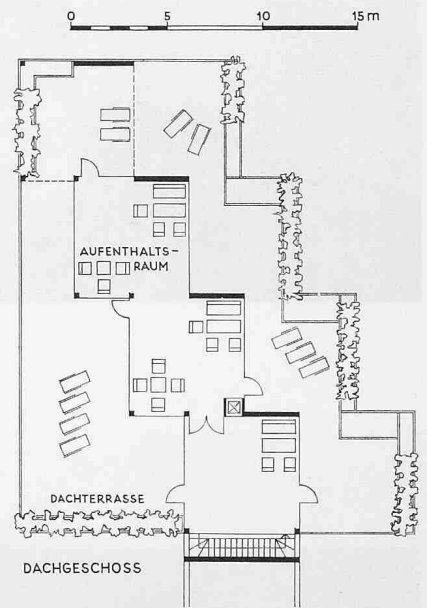 0 5 10 15 m
AUFENTHALTS-
RAUM
DACHTERRASSE
DACHGESCHOSS